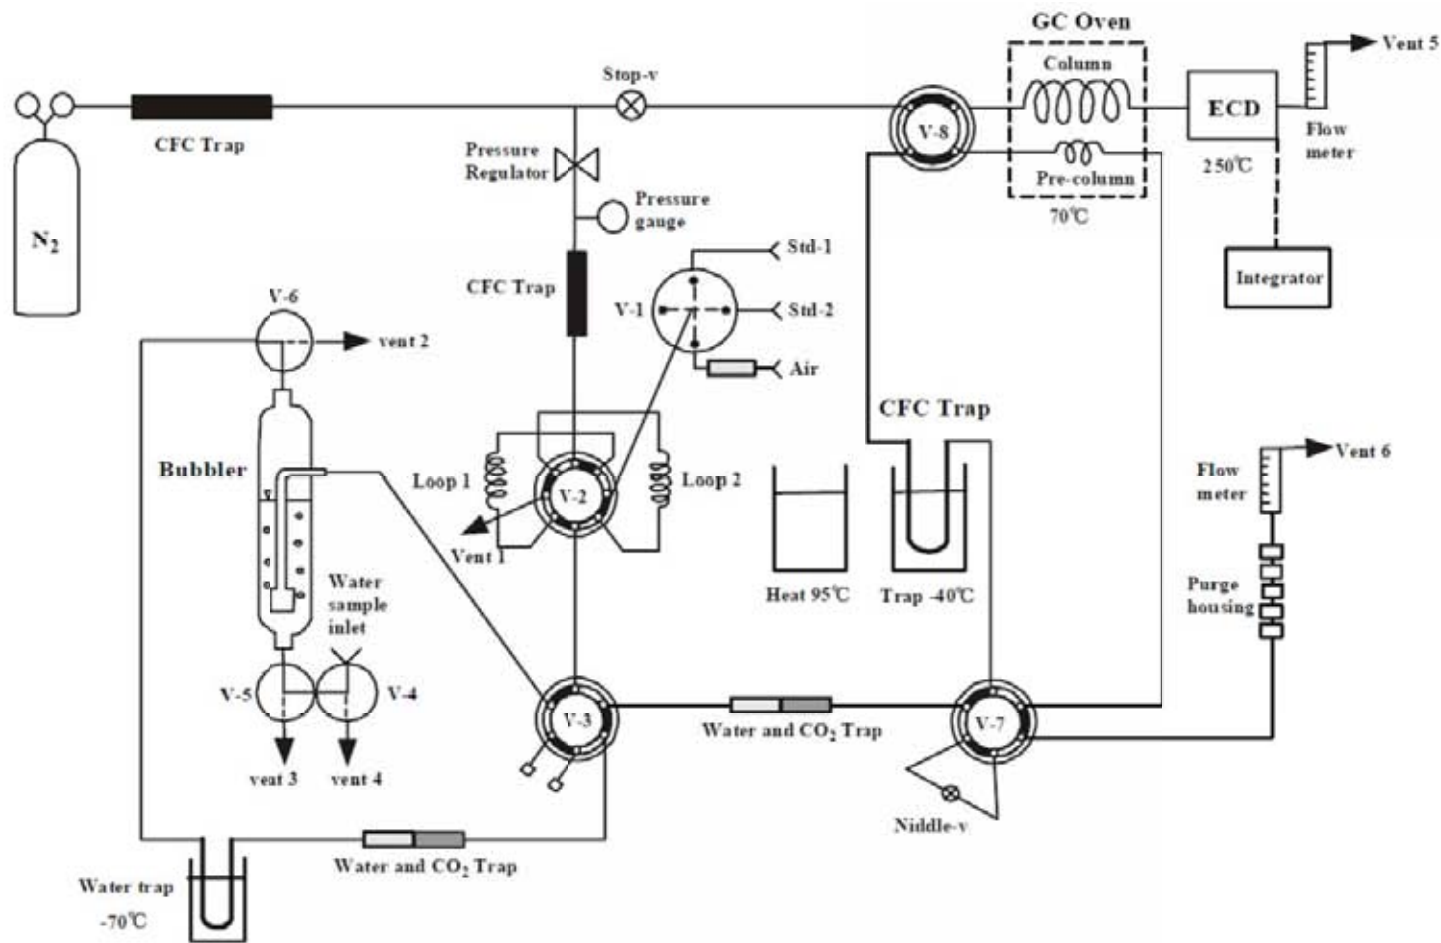 GC Oven
Vent 5
Stop-v
Column
CFC Trap
V-8
ECD
Flow
meter
Pressure
Regulator
Pre-column
250℃
70℃
Pressure
gauge
N2
Std-1
Integrator
CFC Trap
V-6
V-1
Std-2
vent 2
Air
CFC Trap
Bubbler
Loop 1
V-2
Loop 2
Flow
meter
Vent 6
Vent 1
Water
sample
inlet
Heat 95℃
Trap -40℃
Purge
housing
V-5
V-4
V-3
Water and CO2 Trap
V-7
vent 3
vent 4
Niddle-v
Water and CO2 Trap
Water trap
-70℃